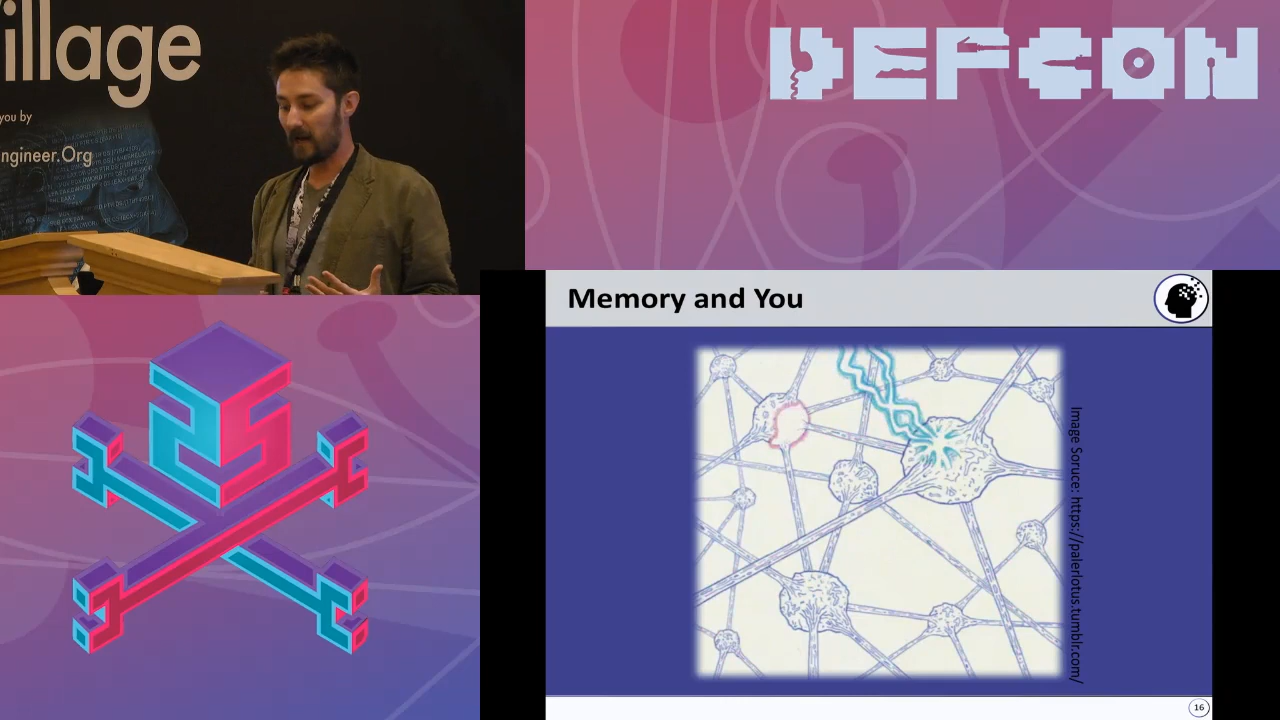 illage
you by
ngineer.Org
DEFCON
Memory and You
Image Soruce: https://palerlotus.tumblr.com/
16